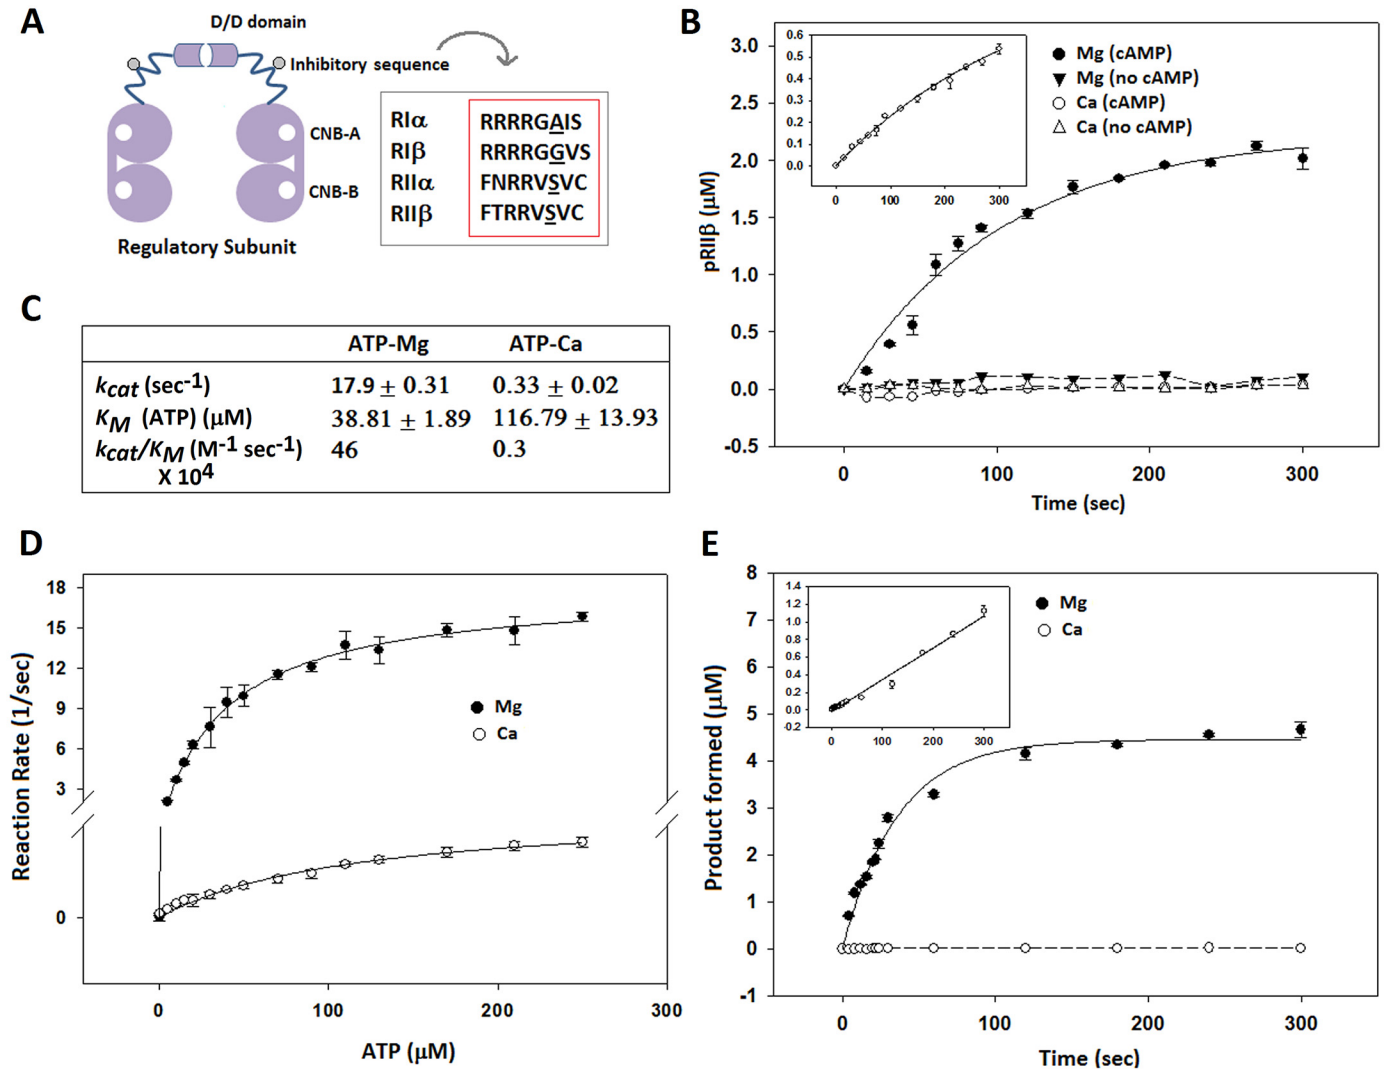 A
D/D domain
Inhibitory sequence
CNB-A
CNB-B
Regulatory Subunit
RIα RRRRGAIS
RIβ RRRRGGVS
RIIα FNRRVSVC
RIIβ FTRRVSVC
B
pRIIβ (μM)
3.0
2.5
2.0
1.5
1.0
0.5
0.0
-0.5
0.6
0.5
0.4
0.3
0.2
0.1
0.0
0 100 200 300
Mg (cAMP)
Mg (no cAMP)
Ca (cAMP)
Ca (no cAMP)
0 100 200 300
Time (sec)
C
ATP-Mg ATP-Ca
kcat (sec-1) 17.9 ± 0.31 0.33 ± 0.02
KM (ATP) (μM) 38.81 ± 1.89 116.79 ± 13.93
kcat/KM (M-1 sec-1) 46 0.3
X 104
D
Reaction Rate (1/sec)
18
15
12
9
6
3
0
Mg
Ca
0 100 200 300
ATP (μM)
E
Product formed (μM)
8
7
6
5
4
3
2
1
0
-1
1.4
1.2
1.0
0.8
0.6
0.4
0.2
0.0
-0.2
0 100 200 300
Mg
Ca
0 100 200 300
Time (sec)